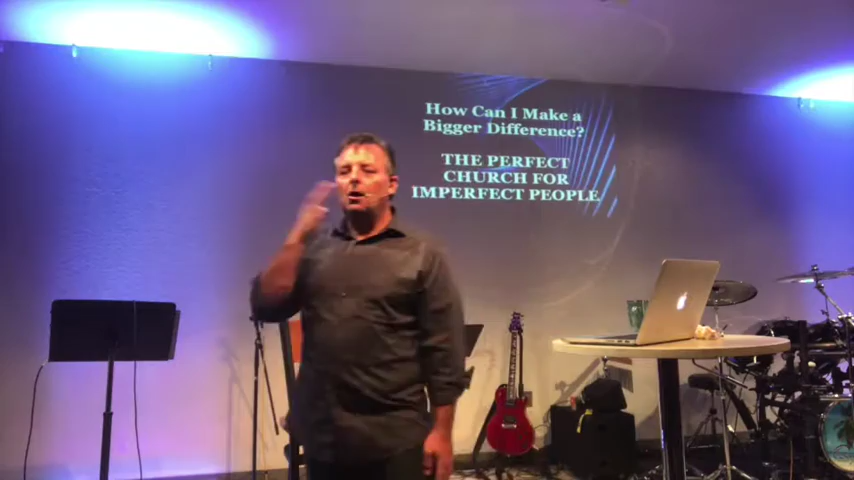 How Can I Make a
Bigger Difference?
THE PERFECT
CHURCH FOR
IMPERFECT PEOPLE